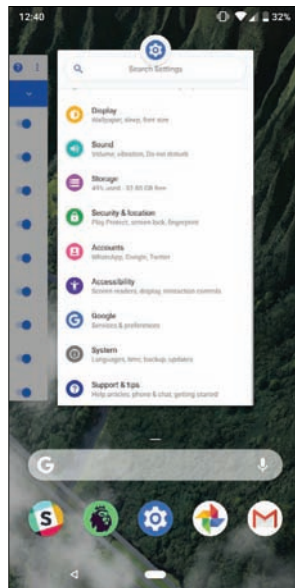 12:40
32%
Search Settings
Display
Wallpaper, sleep, font size
Sound
Volume, vibration, Do not disturb
Storage
Security & location
Play Protect, screen lock, fingerprint
Accounts
WhatsApp, Google, Twitter
Accessibility
Screen readers, display, interaction controls
Google
Services & preferences
System
Languages, time, backup, updates
Support & tips
Help articles, phone & chat, getting started